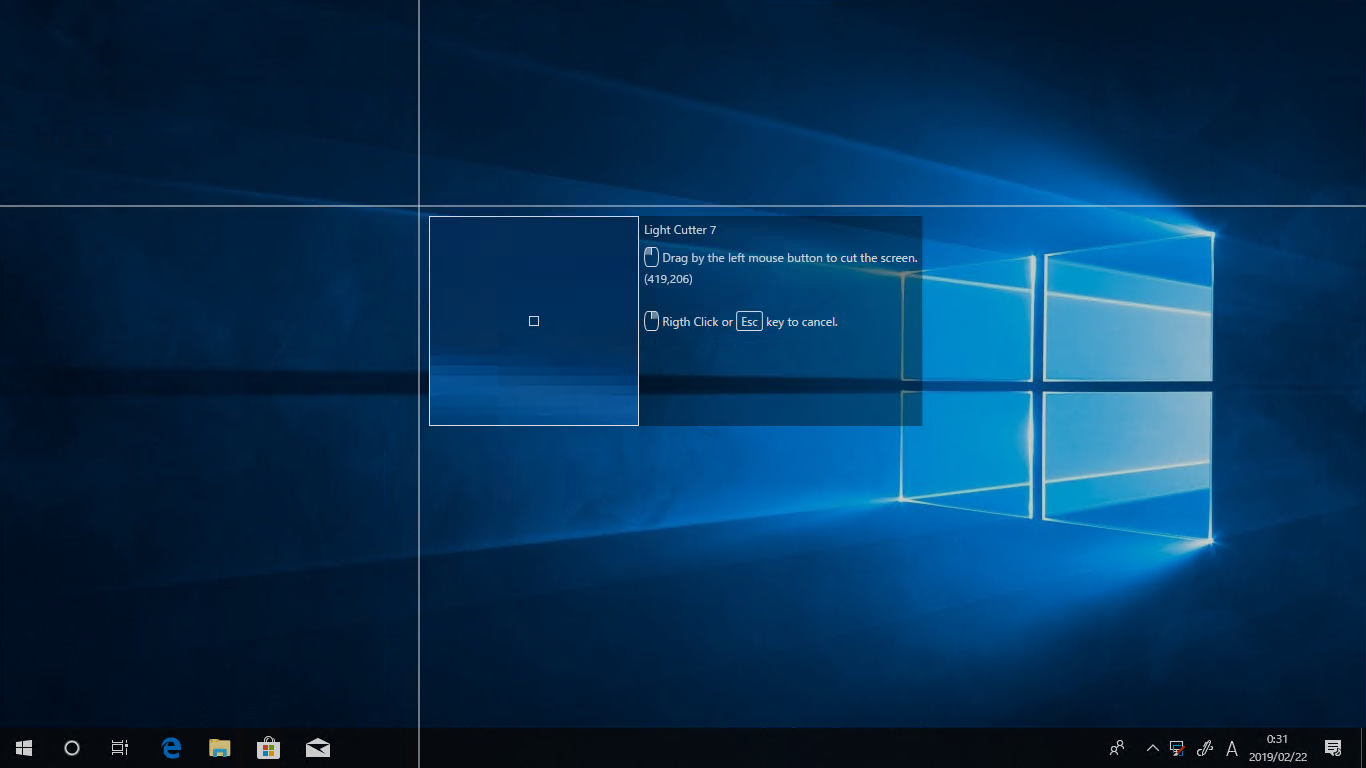 Light Cutter 7
Drag by the left mouse button to cut the screen.
(419,206)
Rigth Click or Esc key to cancel.
A
0:31
2019/02/22